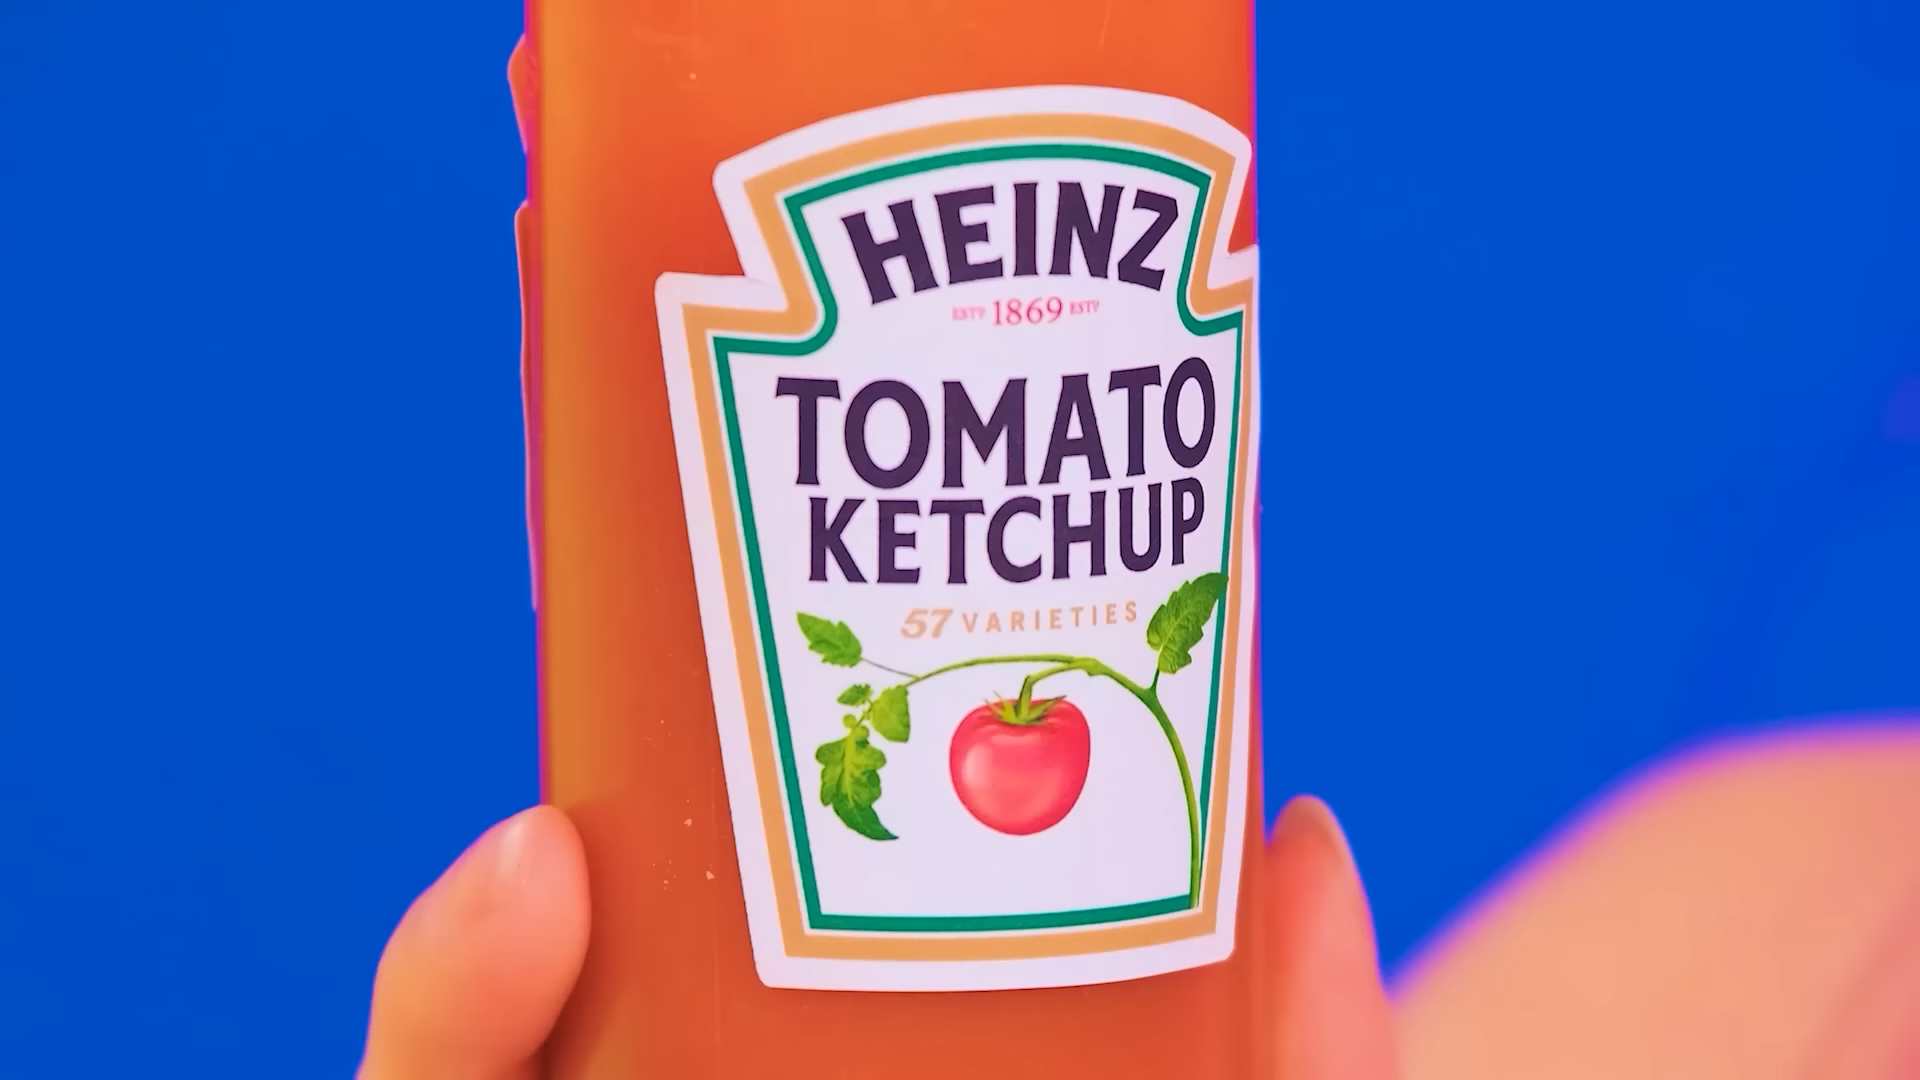 HEINZ
ESTD 1869 ESTD
TOMATO
KETCHUP
57 VARIETIES